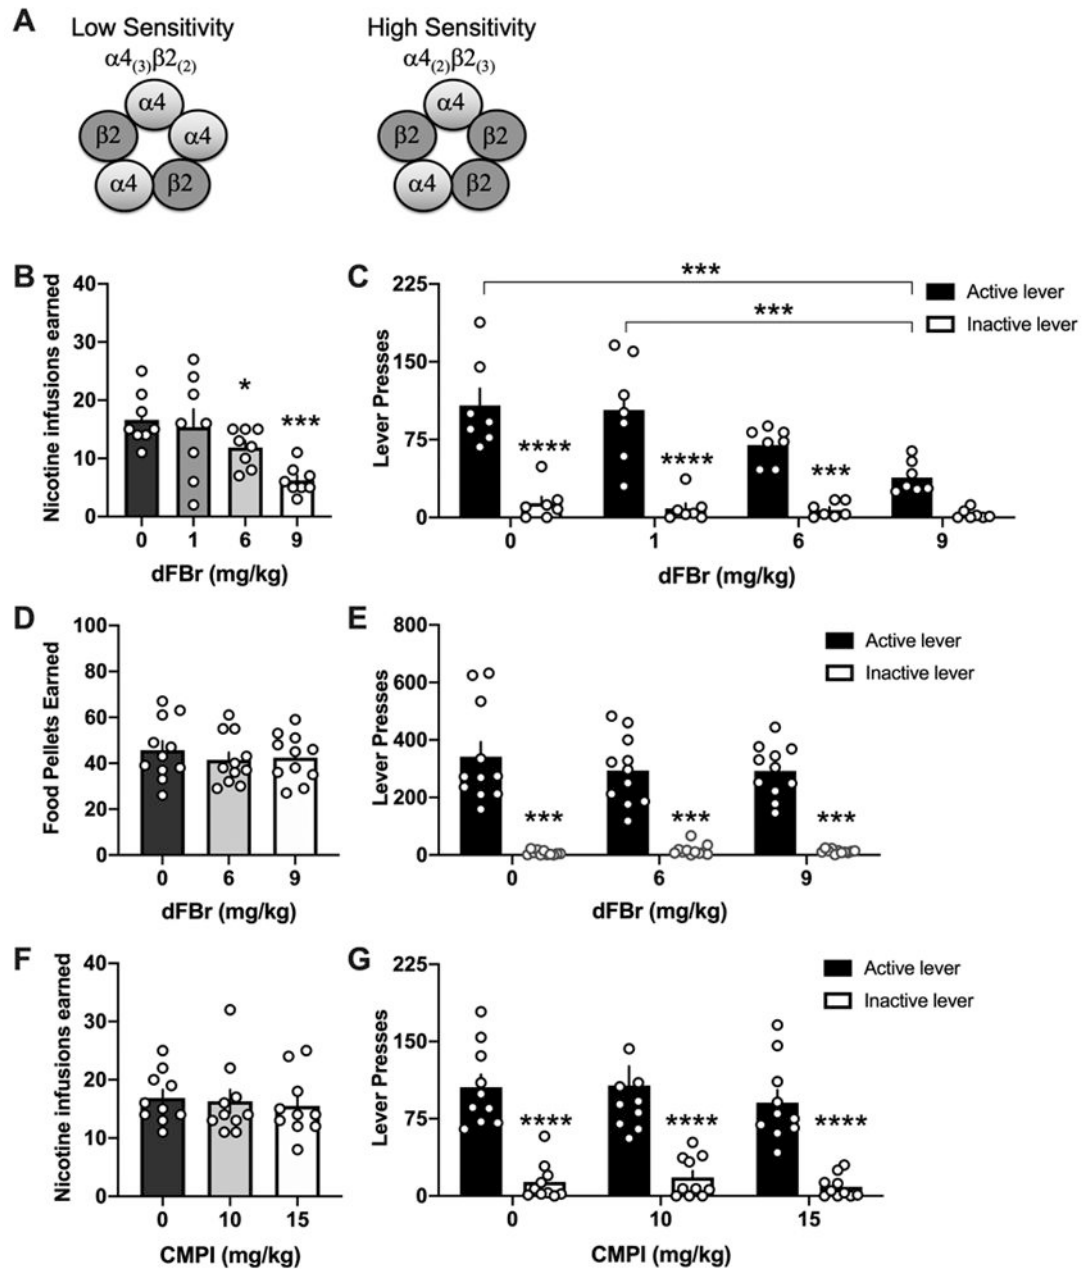 A
Low Sensitivity
α4(3)β2(2)
α4
β2
α4
α4
β2
High Sensitivity
α4(2)β2(3)
α4
β2
β2
α4
β2
B
Nicotine infusions earned
40
30
20
10
0
*
***
0 1 6 9
dFBr (mg/kg)
C
Lever Presses
225
150
75
0
***
***
****
****
***
Active lever
Inactive lever
0 1 6 9
dFBr (mg/kg)
D
Food Pellets Earned
100
80
60
40
20
0
0 6 9
dFBr (mg/kg)
E
Lever Presses
800
600
400
200
0
***
***
***
Active lever
Inactive lever
0 6 9
dFBr (mg/kg)
F
Nicotine infusions earned
40
30
20
10
0
0 10 15
CMPI (mg/kg)
G
Lever Presses
225
150
75
0
****
****
****
Active lever
Inactive lever
0 10 15
CMPI (mg/kg)